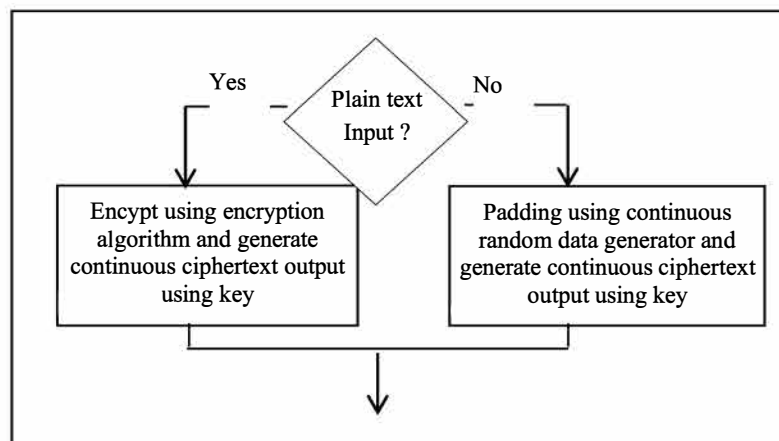 Yes
Plain text
Input ?
No
Encypt using encryption
algorithm and generate
continuous ciphertext output
using key
Padding using continuous
random data generator and
generate continuous ciphertext
output using key